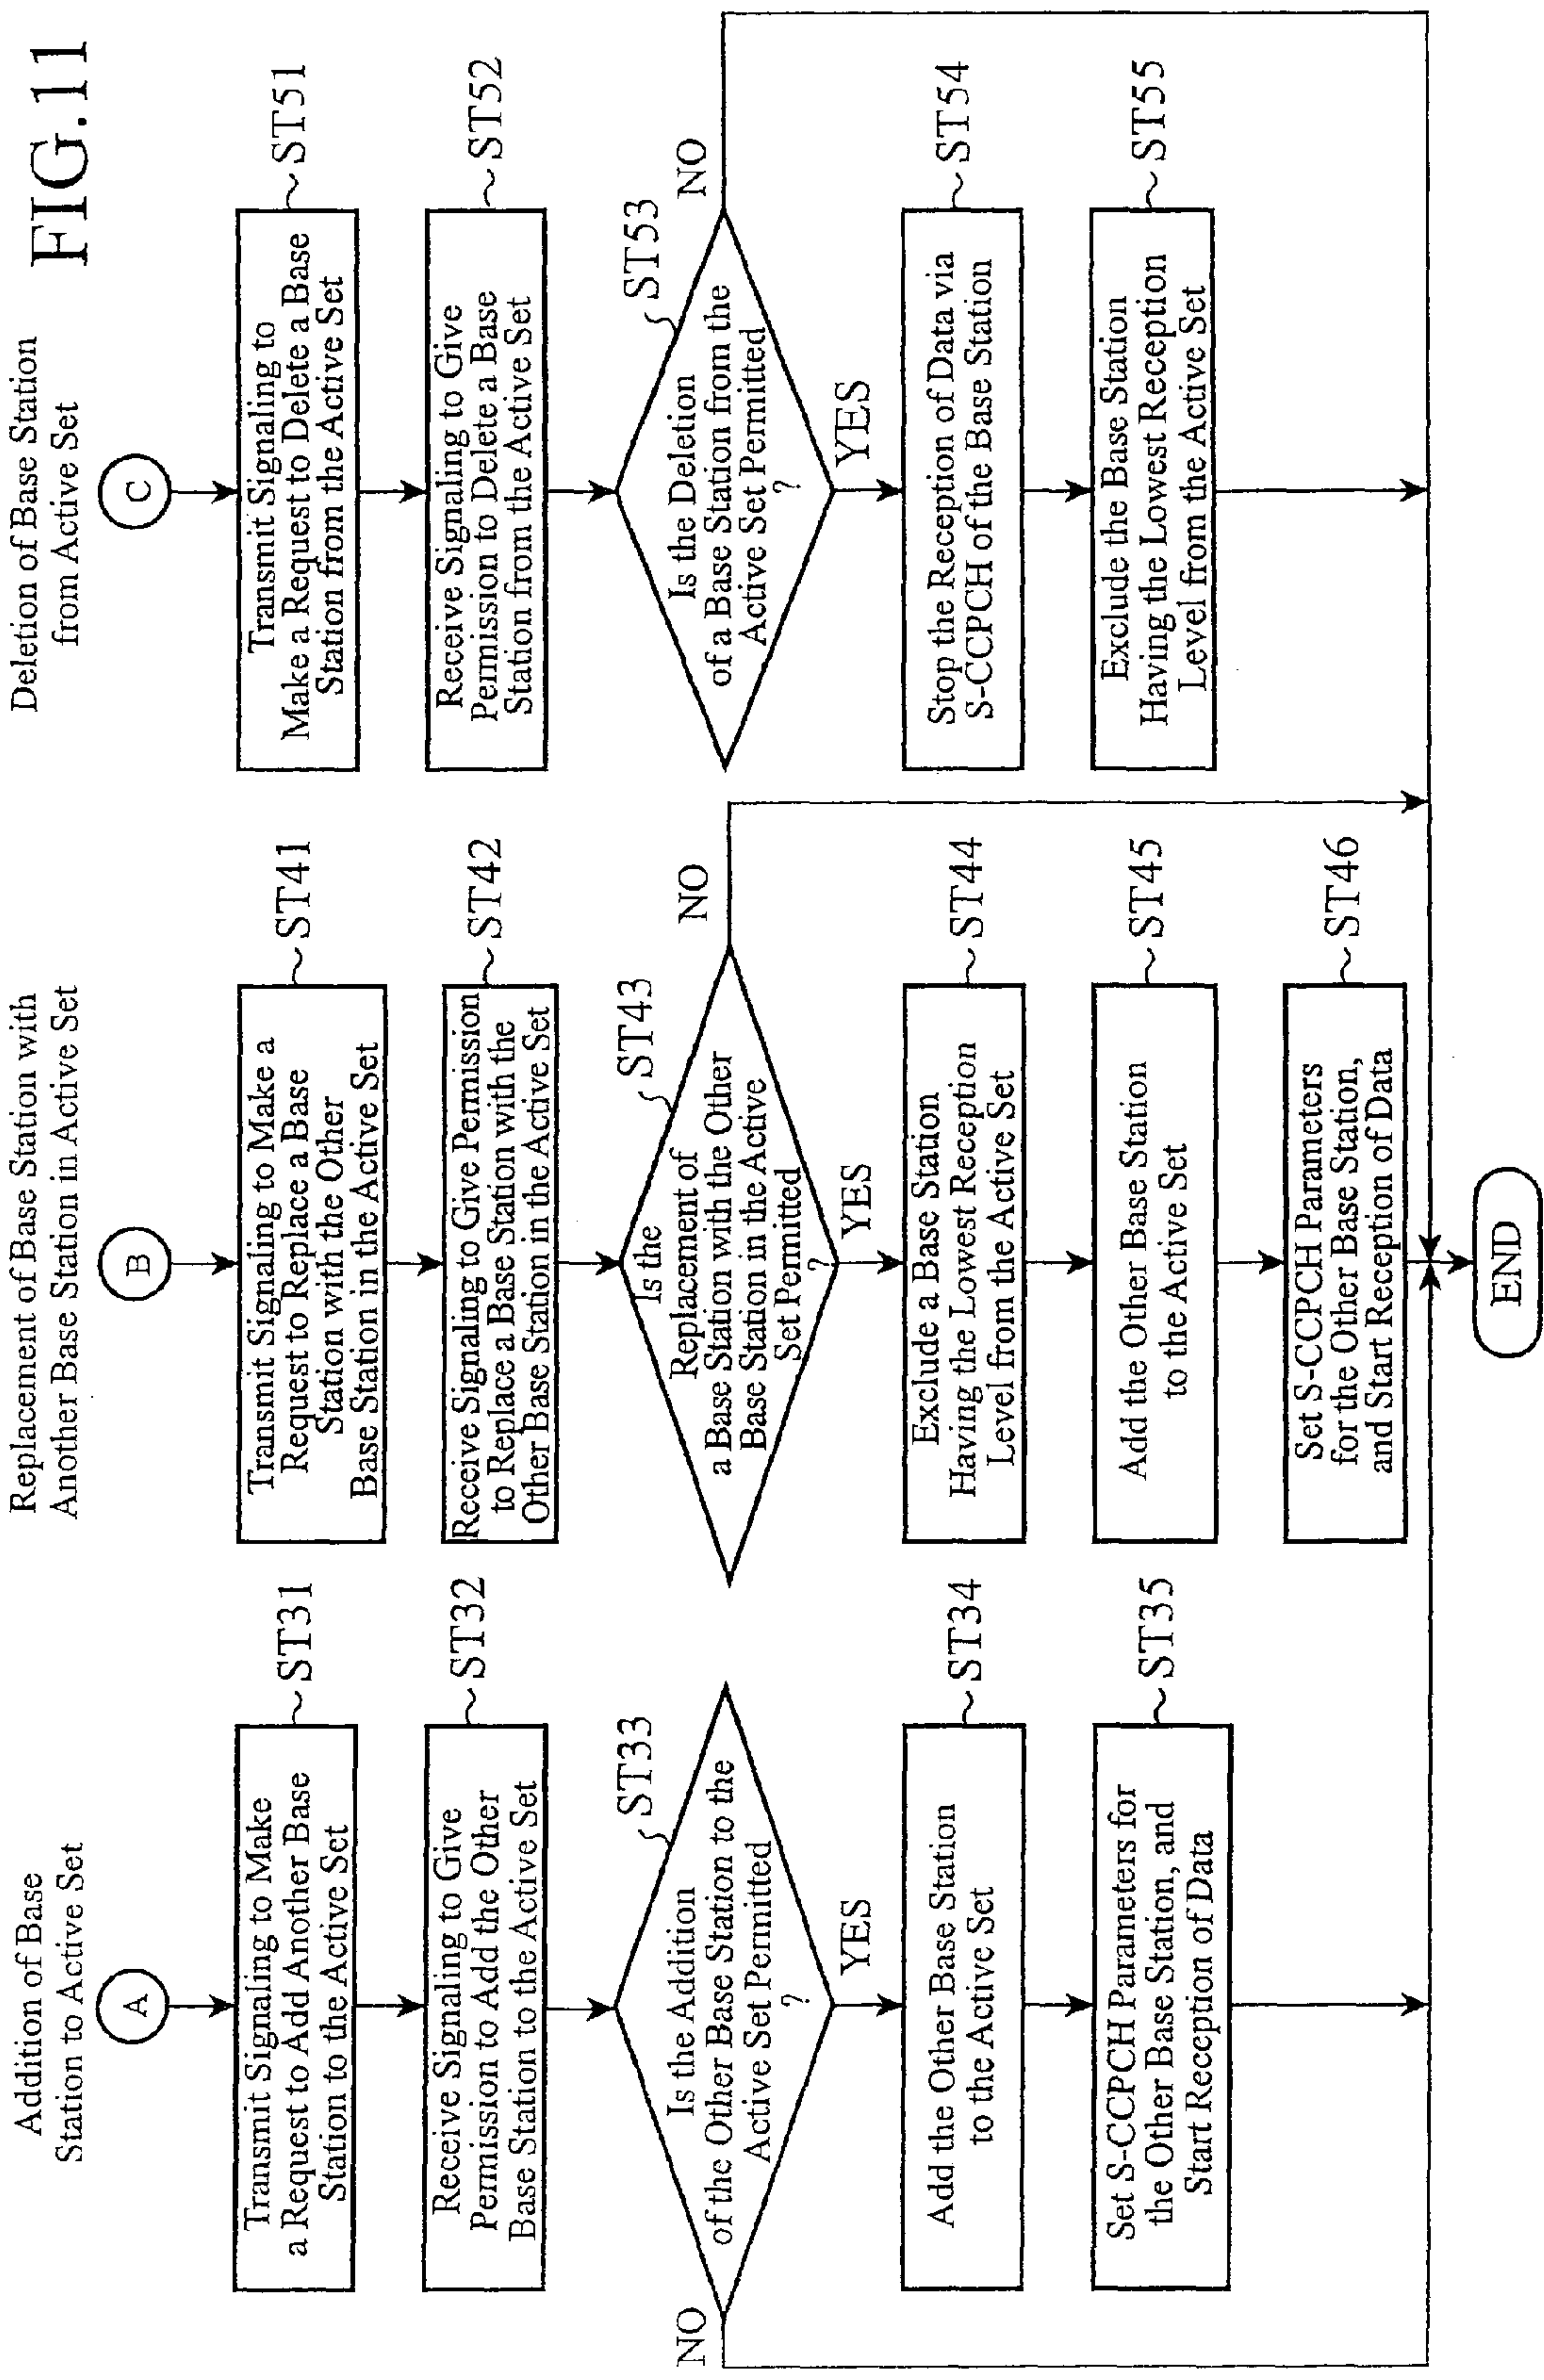 FIG.11
Addition of Base
Station to Active Set
A
Transmit Signaling to Make
a Request to Add Another Base
Station to the Active Set
~ST31
Receive Signaling to Give
Permission to Add the Other
Base Station to the Active Set
~ST32
ST33
Is the Addition
of the Other Base Station to the
Active Set Permitted
?
NO
YES
Add the Other Base Station
to the Active Set
~ST34
Set S-CCPCH Parameters for
the Other Base Station, and
Start Reception of Data
~ST35
Replacement of Base Station with
Another Base Station in Active Set
B
Transmit Signaling to Make a
Request to Replace a Base
Station with the Other
Base Station in the Active Set
~ST41
Receive Signaling to Give Permission
to Replace a Base Station with the
Other Base Station in the Active Set
~ST42
ST43
Is the
Replacement of
a Base Station with the Other
Base Station in the Active
Set Permitted
?
NO
YES
Exclude a Base Station
Having the Lowest Reception
Level from the Active Set
~ST44
Add the Other Base Station
to the Active Set
~ST45
Set S-CCPCH Parameters
for the Other Base Station,
and Start Reception of Data
~ST46
Deletion of Base Station
from Active Set
C
Transmit Signaling to
Make a Request to Delete a Base
Station from the Active Set
~ST51
Receive Signaling to Give
Permission to Delete a Base
Station from the Active Set
~ST52
ST53
Is the Deletion
of a Base Station from the
Active Set Permitted
?
NO
YES
Stop the Reception of Data via
S-CCPCH of the Base Station
~ST54
Exclude the Base Station
Having the Lowest Reception
Level from the Active Set
~ST55
END